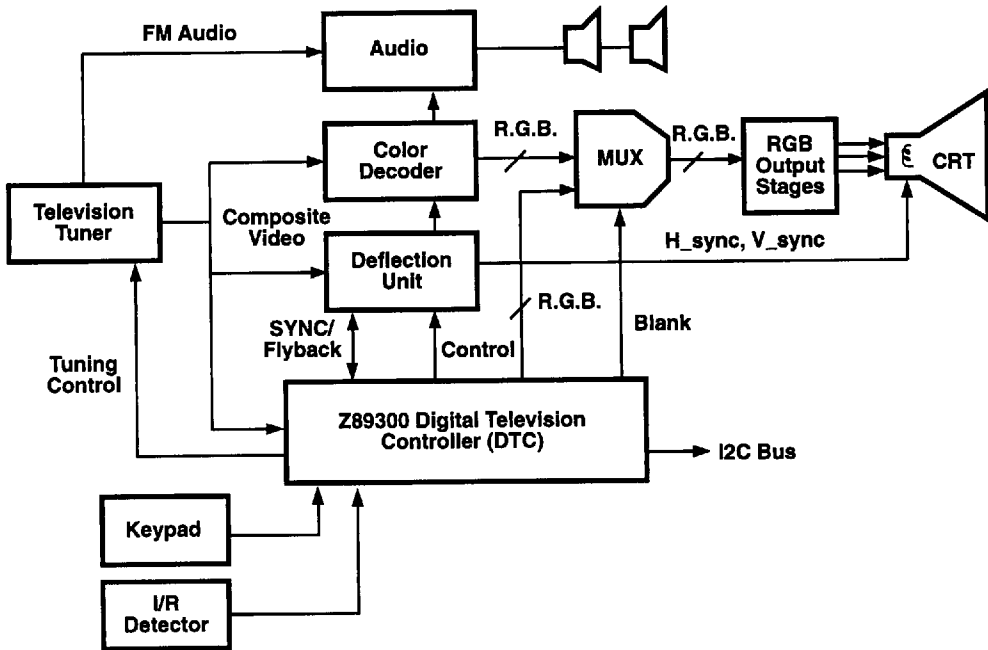 FM Audio
Audio
Color
Decoder
R.G.B.
MUX
R.G.B.
RGB
Output
Stages
CRT
Television
Tuner
Composite
Video
Deflection
Unit
H_sync, V_sync
SYNC/
Flyback
Control
R.G.B.
Blank
Tuning
Control
Z89300 Digital Television
Controller (DTC)
I2C Bus
Keypad
I/R
Detector